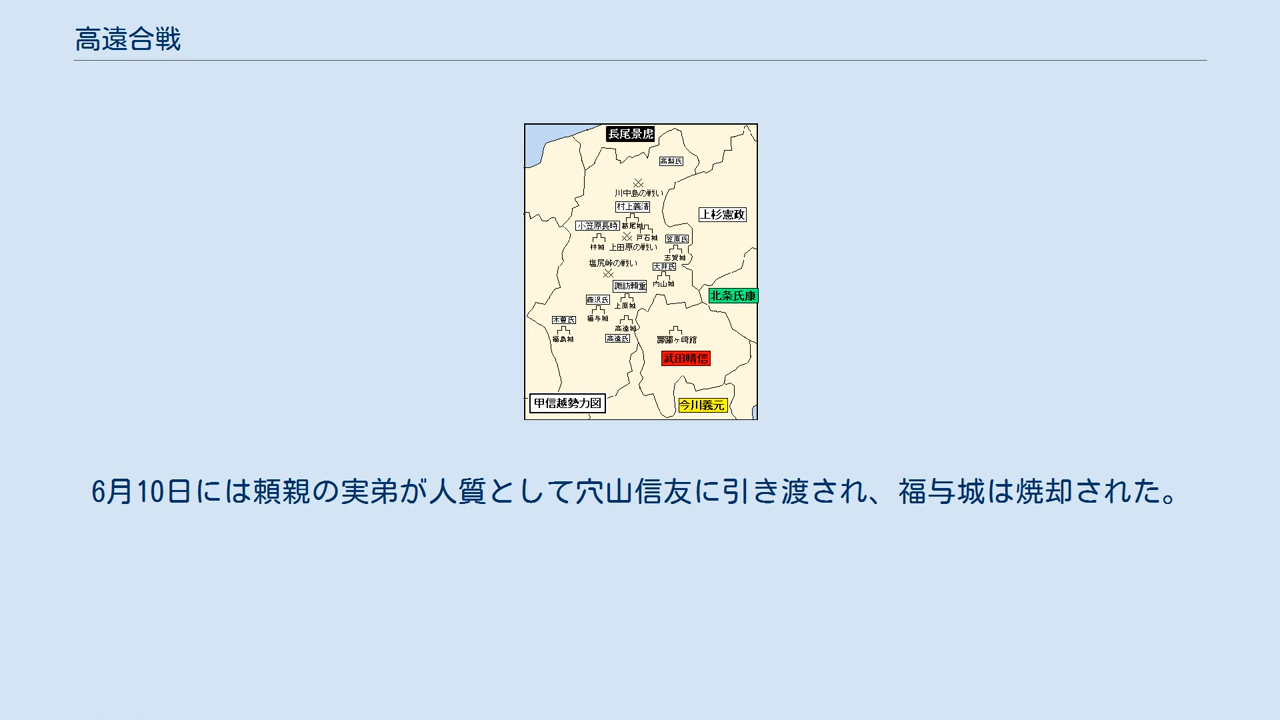 高遠合戦
長尾景虎
高梨氏
川中島の戦い
村上義清
上杉憲政
小笠原長時
葛尾城
戸石城
笠原氏
林城
上田原の戦い
志賀城
塩尻峠の戦い
大井氏
内山城
諏訪頼重
北条氏康
藤沢氏
上原城
福与城
木曽氏
高遠城
福島城
高遠氏
躑躅ヶ崎館
武田晴信
甲信越勢力図
今川義元
6月10日には頼親の実弟が人質として穴山信友に引き渡され、福与城は焼却された。